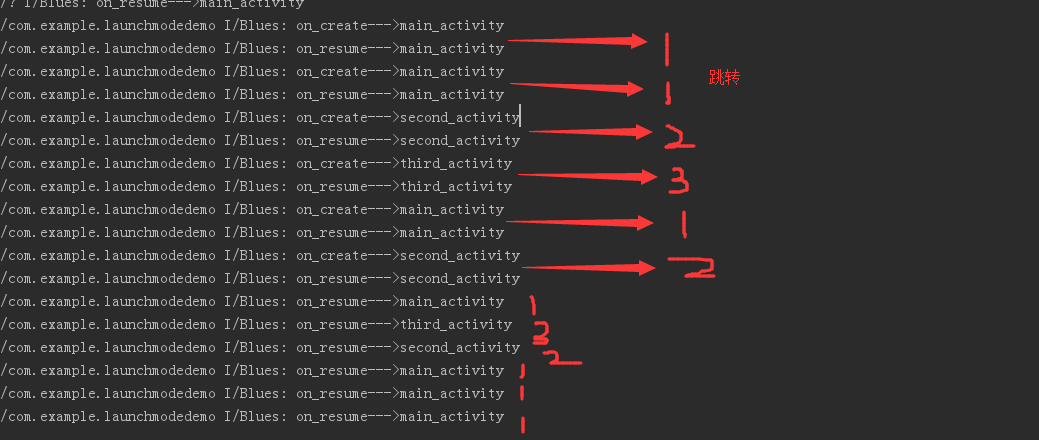 /? I/Blues: on_resume--->main_activity
/com.example.launchmodedemo I/Blues: on_create--->main_activity
/com.example.launchmodedemo I/Blues: on_resume--->main_activity
1
/com.example.launchmodedemo I/Blues: on_create--->main_activity
跳转
/com.example.launchmodedemo I/Blues: on_resume--->main_activity
1
/com.example.launchmodedemo I/Blues: on_create--->second_activity
/com.example.launchmodedemo I/Blues: on_resume--->second_activity
2
/com.example.launchmodedemo I/Blues: on_create--->third_activity
/com.example.launchmodedemo I/Blues: on_resume--->third_activity
3
/com.example.launchmodedemo I/Blues: on_create--->main_activity
/com.example.launchmodedemo I/Blues: on_resume--->main_activity
1
/com.example.launchmodedemo I/Blues: on_create--->second_activity
/com.example.launchmodedemo I/Blues: on_resume--->second_activity
2
/com.example.launchmodedemo I/Blues: on_resume--->main_activity 1
/com.example.launchmodedemo I/Blues: on_resume--->third_activity 3
/com.example.launchmodedemo I/Blues: on_resume--->second_activity 2
/com.example.launchmodedemo I/Blues: on_resume--->main_activity 1
/com.example.launchmodedemo I/Blues: on_resume--->main_activity 1
/com.example.launchmodedemo I/Blues: on_resume--->main_activity 1